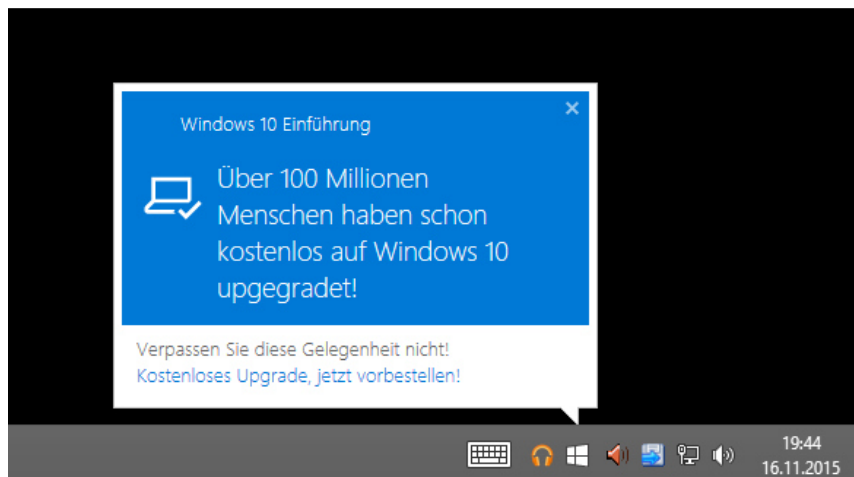 Windows 10 Einführung
Über 100 Millionen
Menschen haben schon
kostenlos auf Windows 10
upgegradet!
Verpassen Sie diese Gelegenheit nicht!
Kostenloses Upgrade, jetzt vorbestellen!
19:44
16.11.2015